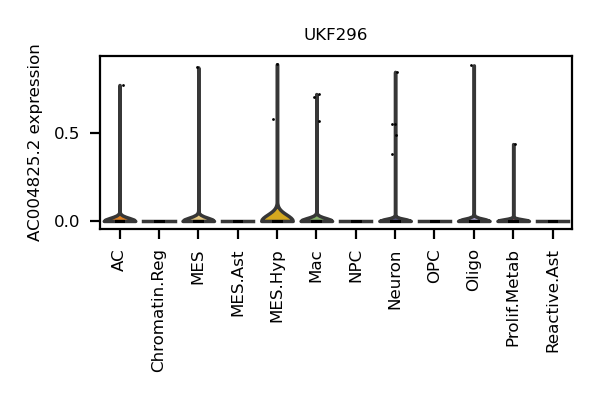 UKF296
AC004825.2 expression
0.5
0.0
AC
Chromatin.Reg
MES
MES.Ast
MES.Hyp
Mac
NPC
Neuron
OPC
Oligo
Prolif.Metab
Reactive.Ast